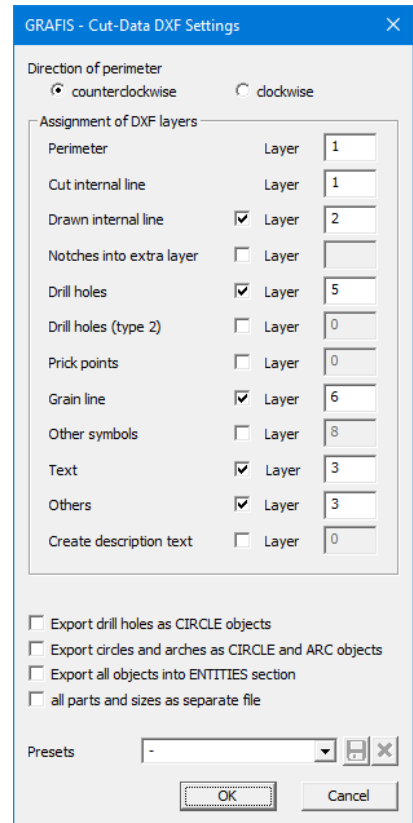 GRAFIS - Cut-Data DXF Settings
Direction of perimeter
counterclockwise clockwise
Assignment of DXF layers
Perimeter Layer 1
Cut internal line Layer 1
Drawn internal line Layer 2
Notches into extra layer Layer
Drill holes Layer 5
Drill holes (type 2) Layer 0
Prick points Layer 0
Grain line Layer 6
Other symbols Layer 8
Text Layer 3
Others Layer 3
Create description text Layer 0
Export drill holes as CIRCLE objects
Export circles and arches as CIRCLE and ARC objects
Export all objects into ENTITIES section
all parts and sizes as separate file
Presets -
OK Cancel